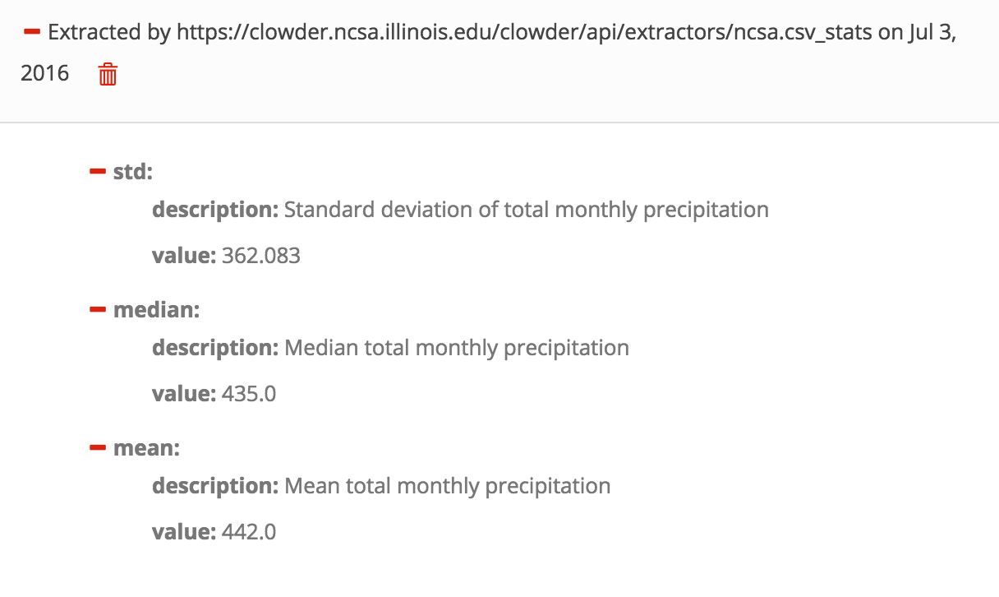 Extracted by https://clowder.ncsa.illinois.edu/clowder/api/extractors/ncsa.csv_stats on Jul 3,
2016
std:
description: Standard deviation of total monthly precipitation
value: 362.083
median:
description: Median total monthly precipitation
value: 435.0
mean:
description: Mean total monthly precipitation
value: 442.0